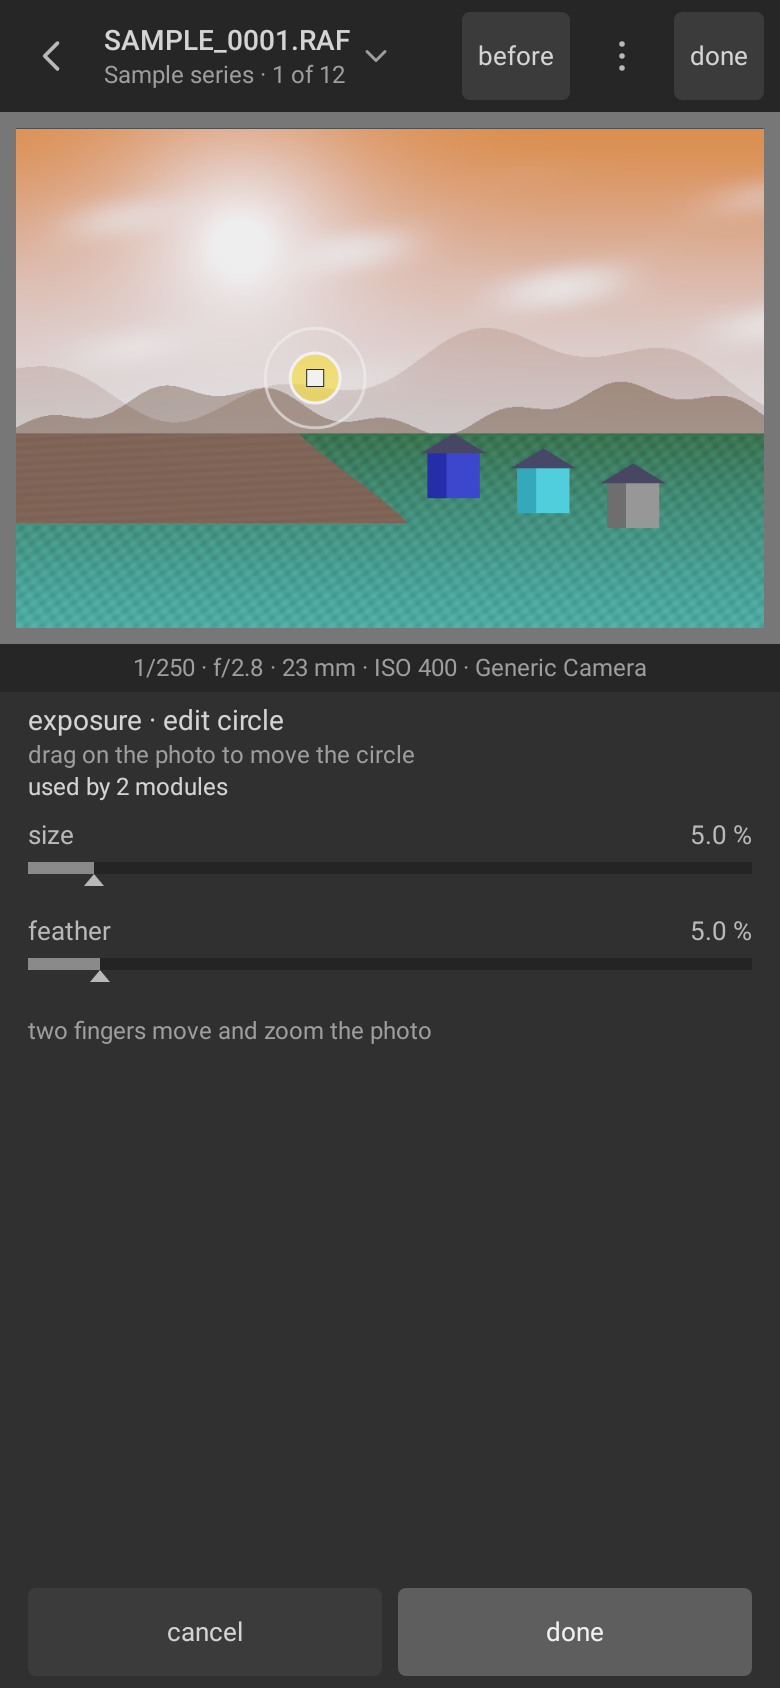 SAMPLE_0001.RAF
Sample series · 1 of 12
before
done
1/250 · f/2.8 · 23 mm · ISO 400 · Generic Camera
exposure · edit circle
drag on the photo to move the circle
used by 2 modules
size 5.0 %
feather 5.0 %
two fingers move and zoom the photo
cancel
done